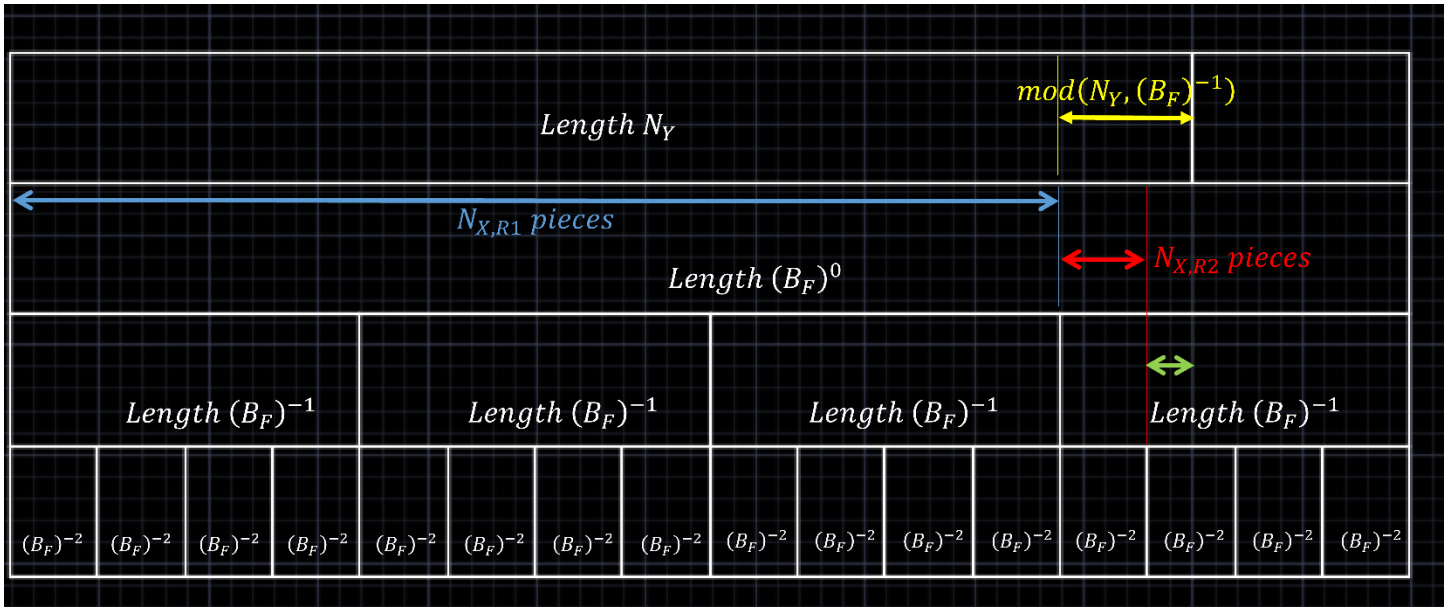 mod(N_Y, (B_F)^{-1})
Length N_Y
N_{X,R1} pieces
N_{X,R2} pieces
Length (B_F)^0
Length (B_F)^{-1} Length (B_F)^{-1} Length (B_F)^{-1} Length (B_F)^{-1}
(B_F)^{-2} (B_F)^{-2} (B_F)^{-2} (B_F)^{-2} (B_F)^{-2} (B_F)^{-2} (B_F)^{-2} (B_F)^{-2} (B_F)^{-2} (B_F)^{-2} (B_F)^{-2} (B_F)^{-2} (B_F)^{-2} (B_F)^{-2} (B_F)^{-2} (B_F)^{-2}